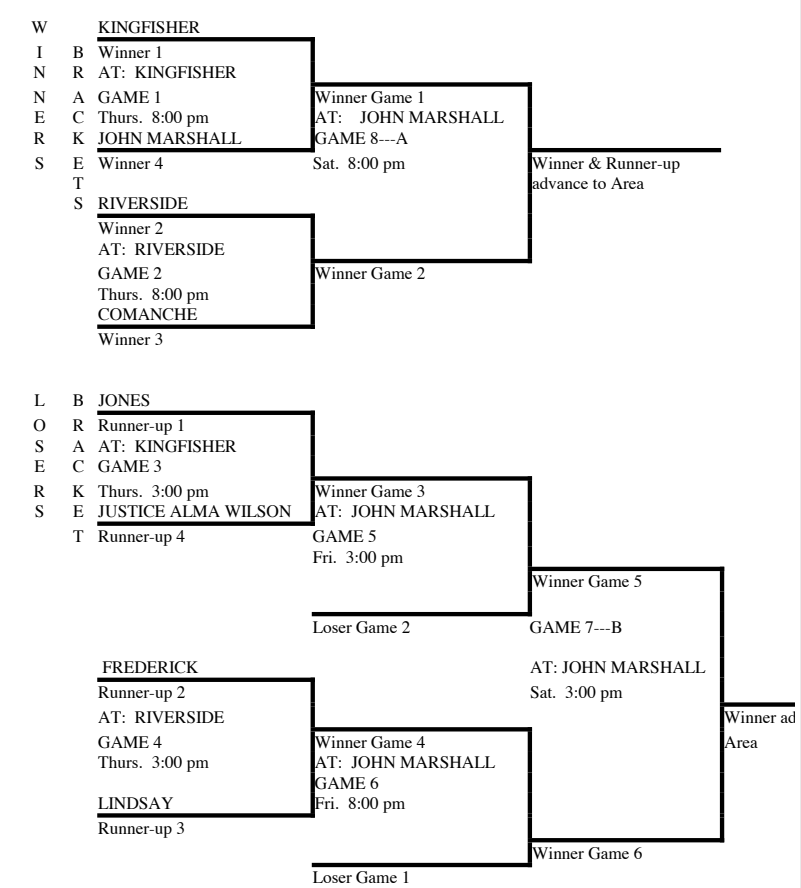 W KINGFISHER
I B Winner 1
N R AT: KINGFISHER
N A GAME 1 Winner Game 1
E C Thurs. 8:00 pm AT: JOHN MARSHALL
R K JOHN MARSHALL GAME 8---A
S E Winner 4 Sat. 8:00 pm Winner & Runner-up
T advance to Area
S RIVERSIDE
Winner 2
AT: RIVERSIDE
GAME 2 Winner Game 2
Thurs. 8:00 pm
COMANCHE
Winner 3
L B JONES
O R Runner-up 1
S A AT: KINGFISHER
E C GAME 3
R K Thurs. 3:00 pm Winner Game 3
S E JUSTICE ALMA WILSON AT: JOHN MARSHALL
T Runner-up 4 GAME 5
Fri. 3:00 pm
Winner Game 5
Loser Game 2 GAME 7---B
FREDERICK AT: JOHN MARSHALL
Runner-up 2 Sat. 3:00 pm
AT: RIVERSIDE Winner ad
GAME 4 Winner Game 4 Area
Thurs. 3:00 pm AT: JOHN MARSHALL
GAME 6
LINDSAY Fri. 8:00 pm
Runner-up 3
Winner Game 6
Loser Game 1